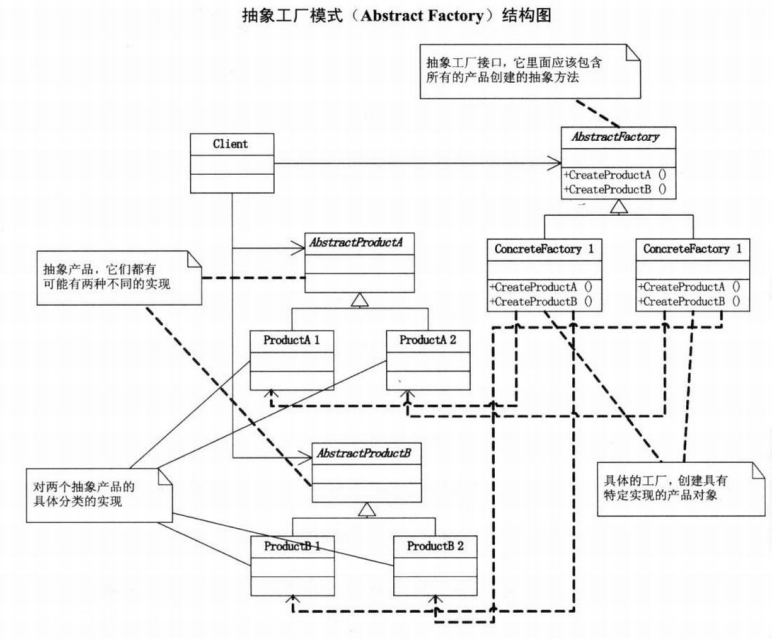 抽象工厂模式（Abstract Factory）结构图
抽象工厂接口，它里面应该包含
所有的产品创建的抽象方法
Client
AbstractFactory
+CreateProductA ()
+CreateProductB ()
AbstractProductA
ConcreteFactory 1
+CreateProductA ()
+CreateProductB ()
ConcreteFactory 1
+CreateProductA ()
+CreateProductB ()
抽象产品，它们都有
可能有两种不同的实现
ProductA 1
ProductA 2
AbstractProductB
对两个抽象产品的
具体分类的实现
具体的工厂，创建具有
特定实现的产品对象
ProductB 1
ProductB 2